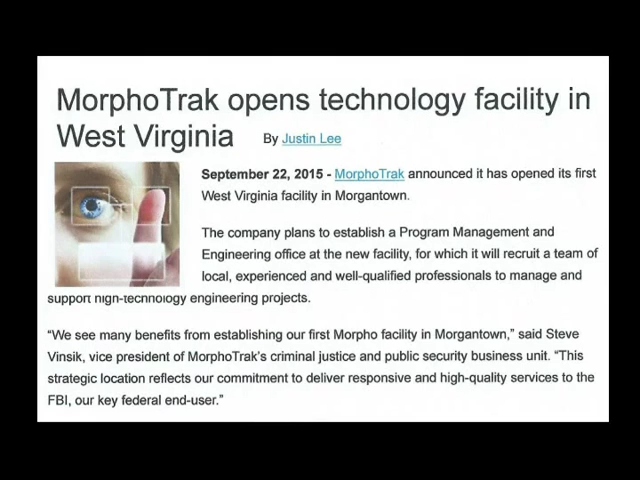 MorphoTrak opens technology facility in
West Virginia By Justin Lee
September 22, 2015 - MorphoTrak announced it has opened its first
West Virginia facility in Morgantown.
The company plans to establish a Program Management and
Engineering office at the new facility, for which it will recruit a team of
local, experienced and well-qualified professionals to manage and
support high-technology engineering projects.
“We see many benefits from establishing our first Morpho facility in Morgantown,” said Steve
Vinsik, vice president of MorphoTrak’s criminal justice and public security business unit. “This
strategic location reflects our commitment to deliver responsive and high-quality services to the
FBI, our key federal end-user.”